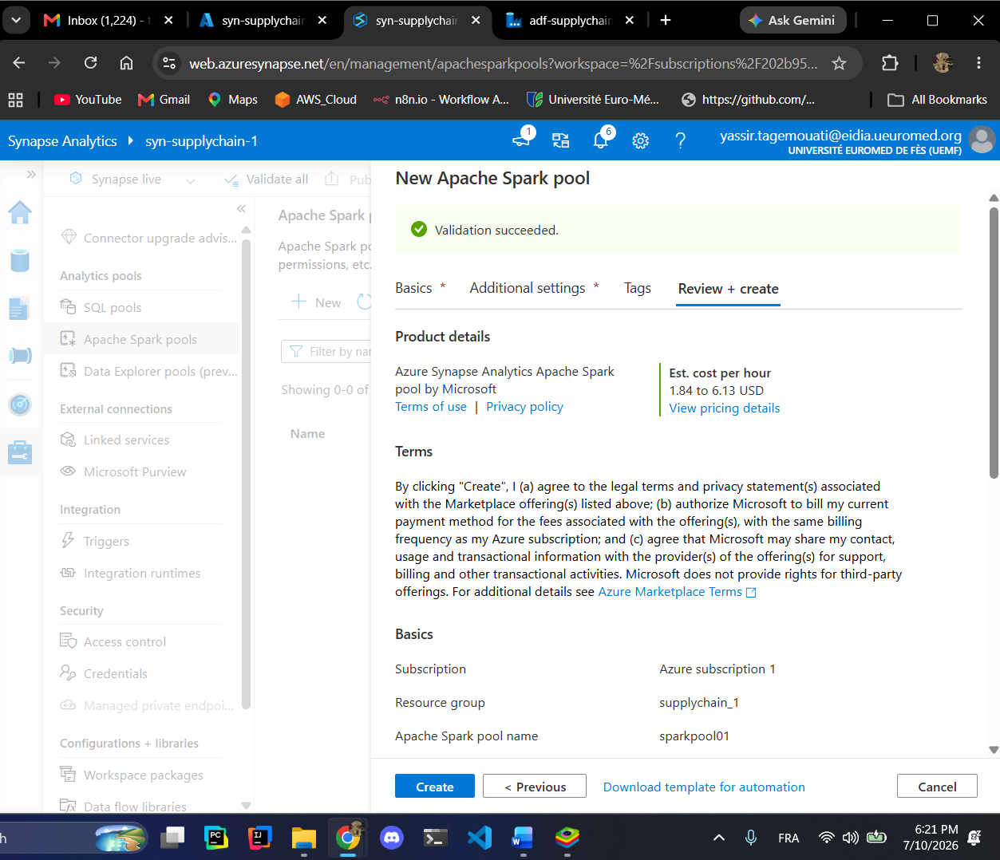 Inbox (1,224) - t
syn-supplychain
syn-supplychain
adf-supplychain
Ask Gemini
web.azuresynapse.net/en/management/apachesparkpools?workspace=%2Fsubscriptions%2F202b95...
YouTube
Gmail
Maps
AWS_Cloud
n8n.io - Workflow A...
Université Euro-Mé...
https://github.com/...
All Bookmarks
Synapse Analytics
syn-supplychain-1
1
6
yassir.tagemouati@eidia.ueuromed.org
UNIVERSITÉ EUROMED DE FÈS (UEMF)
Synapse live
Validate all
Pub
Connector upgrade advis...
Analytics pools
SQL pools
Apache Spark pools
Data Explorer pools (prev...
External connections
Linked services
Microsoft Purview
Integration
Triggers
Integration runtimes
Security
Access control
Credentials
Managed private endpoi...
Configurations + libraries
Workspace packages
Data flow libraries
Apache Spark p
Apache Spark po
permissions, etc.
New
Filter by nam
Showing 0-0 of
Name
New Apache Spark pool
Validation succeeded.
Basics *
Additional settings *
Tags
Review + create
Product details
Azure Synapse Analytics Apache Spark
pool by Microsoft
Terms of use | Privacy policy
Est. cost per hour
1.84 to 6.13 USD
View pricing details
Terms
By clicking "Create", I (a) agree to the legal terms and privacy statement(s) associated
with the Marketplace offering(s) listed above; (b) authorize Microsoft to bill my current
payment method for the fees associated with the offering(s), with the same billing
frequency as my Azure subscription; and (c) agree that Microsoft may share my contact,
usage and transactional information with the provider(s) of the offering(s) for support,
billing and other transactional activities. Microsoft does not provide rights for third-party
offerings. For additional details see Azure Marketplace Terms
Basics
Subscription
Azure subscription 1
Resource group
supplychain_1
Apache Spark pool name
sparkpool01
Create
< Previous
Download template for automation
Cancel
h
PC
IJ
W
FRA
6:21 PM
7/10/2026